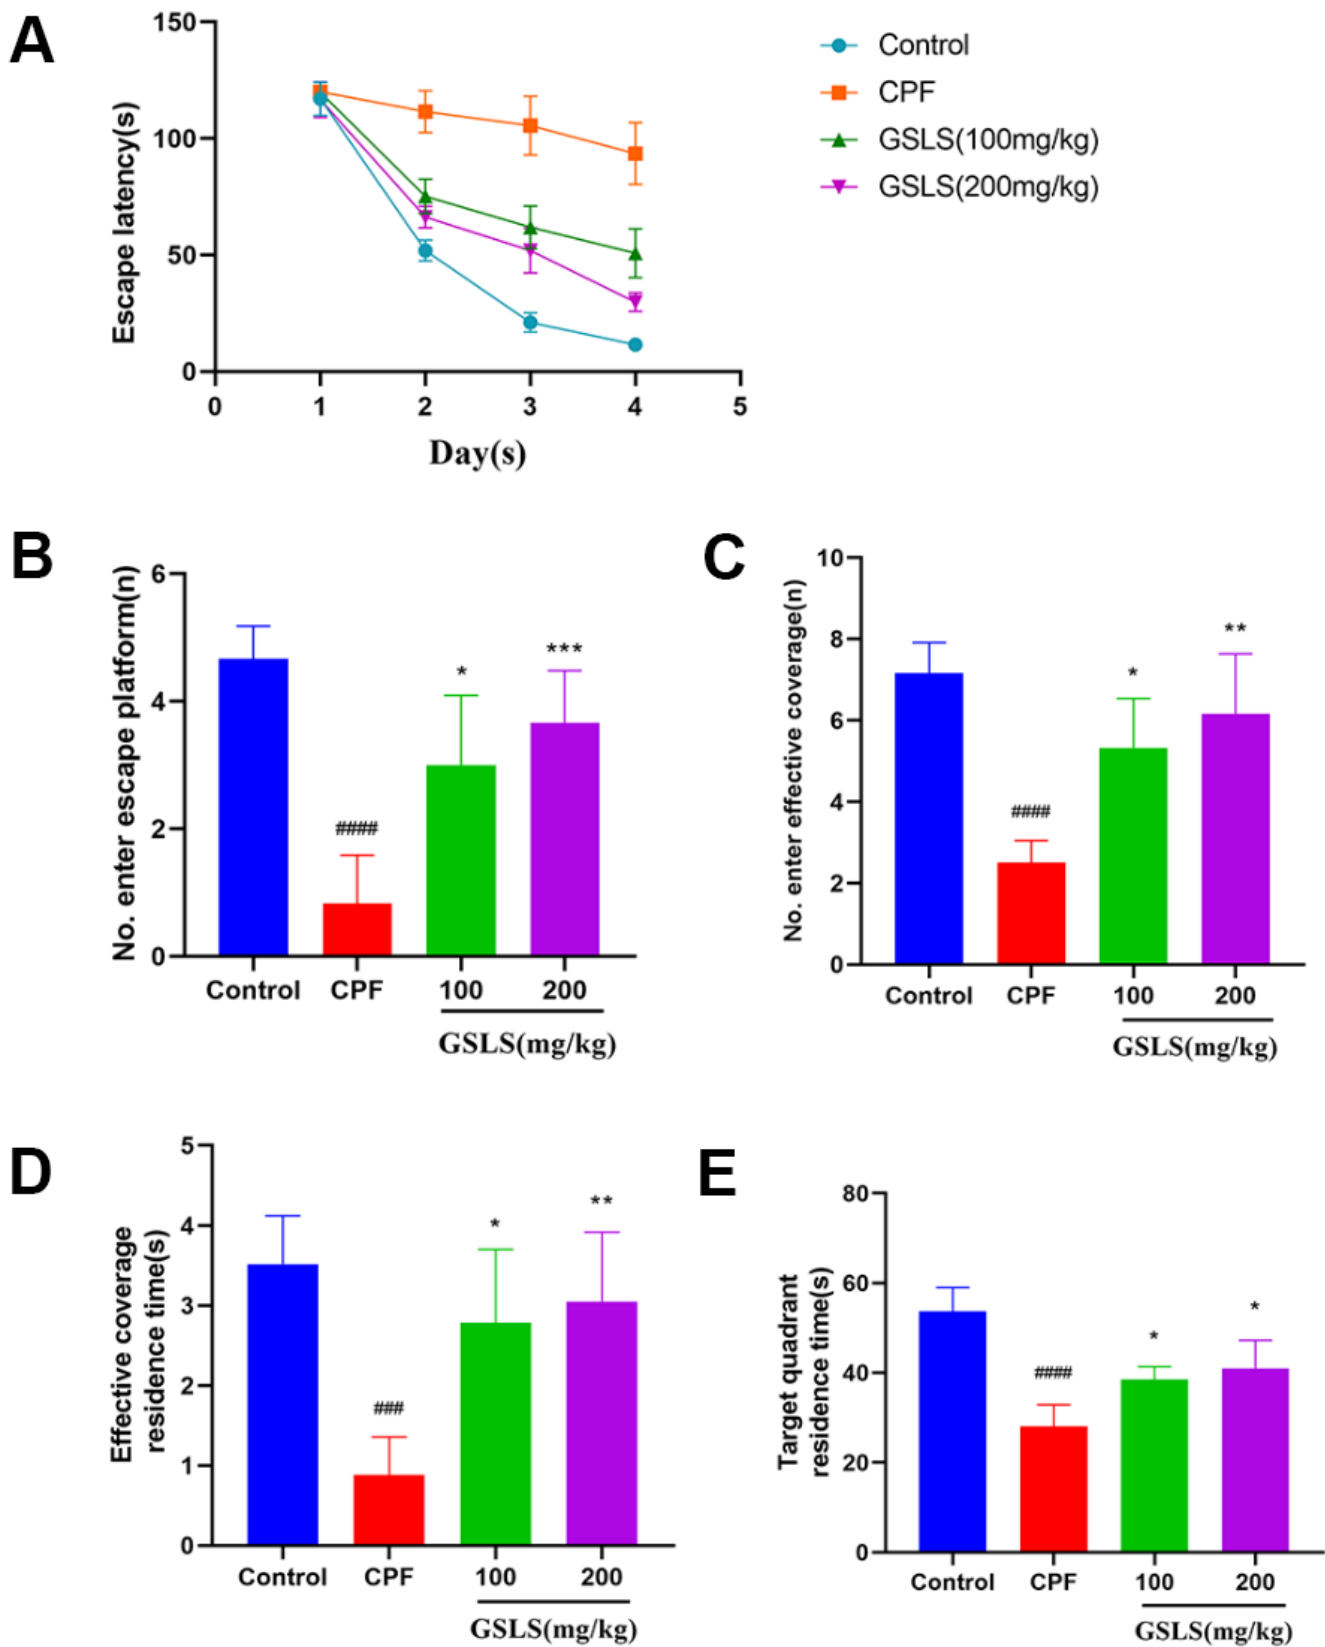 A
150
100
50
0
Escape latency(s)
0 1 2 3 4 5
Day(s)
Control
CPF
GSLS(100mg/kg)
GSLS(200mg/kg)
B
No. enter escape platform(n)
6
4
2
0
####
*
***
Control CPF 100 200
GSLS(mg/kg)
C
No. enter effective coverage(n)
10
8
6
4
2
0
####
*
**
Control CPF 100 200
GSLS(mg/kg)
D
Effective coverage
residence time(s)
5
4
3
2
1
0
###
*
**
Control CPF 100 200
GSLS(mg/kg)
E
Target quadrant
residence time(s)
80
60
40
20
0
####
*
*
Control CPF 100 200
GSLS(mg/kg)